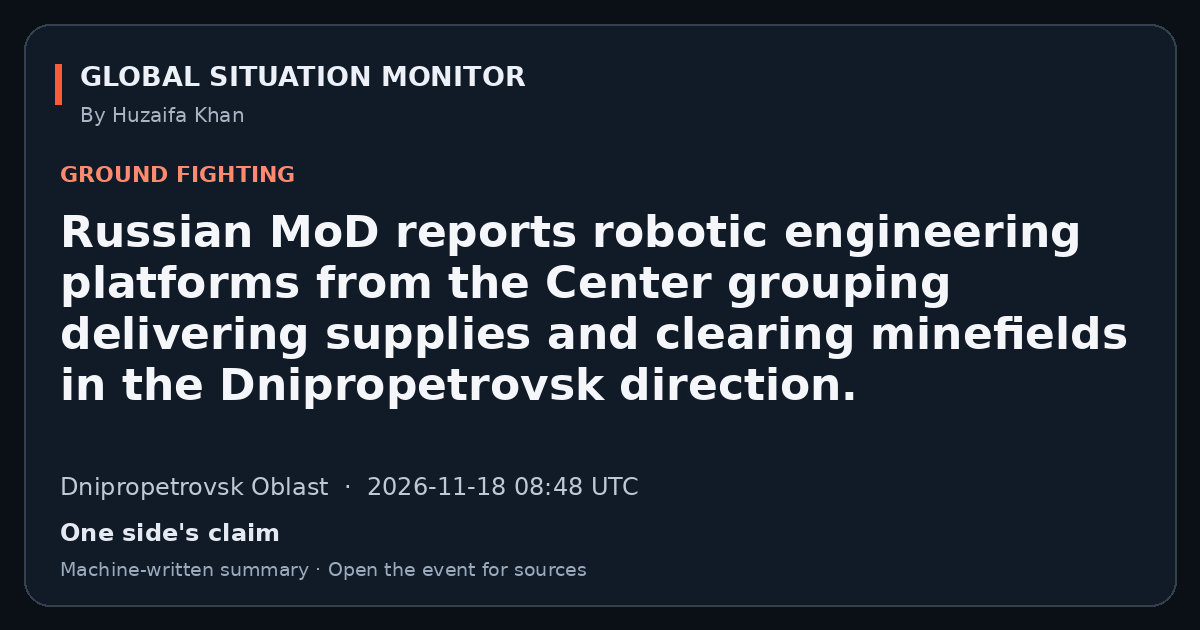 GLOBAL SITUATION MONITOR
By Huzaifa Khan
GROUND FIGHTING
Russian MoD reports robotic engineering
platforms from the Center grouping
delivering supplies and clearing minefields
in the Dnipropetrovsk direction.
Dnipropetrovsk Oblast · 2026-11-18 08:48 UTC
One side's claim
Machine-written summary · Open the event for sources